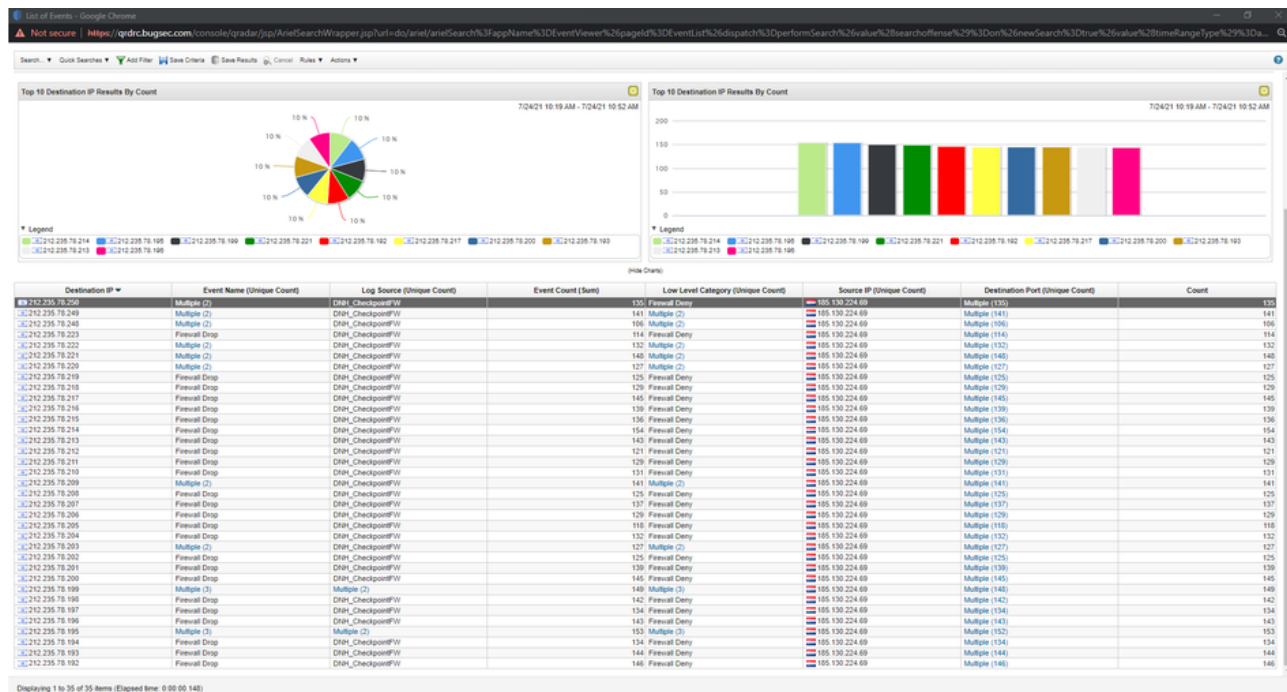 List of Events - Google Chrome
Not secure | https://qrdrc.bugsec.com/console/qradar/jsp/ArielSearchWrapper.jsp?url=do/ariel/arielSearch%3FappName%3DEventViewer%26pageId%3DEventList%26dispatch%3DperformSearch%26value%28searchoffense%29%3Don%26newSearch%3Dtrue%26value%28timeRangeType%29%3Da...
Search... Quick Searches Add Filter Save Criteria Save Results Cancel Rules Actions
Top 10 Destination IP Results By Count
7/24/21 10:19 AM - 7/24/21 10:52 AM
10 %
10 %
10 %
10 %
10 %
10 %
10 %
10 %
10 %
10 %
Legend
212.235.78.214 212.235.78.195 212.235.78.199 212.235.78.221 212.235.78.192 212.235.78.217 212.235.78.200 212.235.78.193
212.235.78.213 212.235.78.196
Top 10 Destination IP Results By Count
7/24/21 10:19 AM - 7/24/21 10:52 AM
200
150
100
50
0
Legend
212.235.78.214 212.235.78.195 212.235.78.199 212.235.78.221 212.235.78.192 212.235.78.217 212.235.78.200 212.235.78.193
212.235.78.213 212.235.78.196
(Hide Charts)
Destination IP Event Name (Unique Count) Log Source (Unique Count) Event Count (Sum) Low Level Category (Unique Count) Source IP (Unique Count) Destination Port (Unique Count) Count
212.235.78.250 Multiple (2) DNH_CheckpointFW 135 Firewall Deny 185.130.224.69 Multiple (135) 135
212.235.78.249 Multiple (2) DNH_CheckpointFW 141 Multiple (2) 185.130.224.69 Multiple (141) 141
212.235.78.248 Multiple (2) DNH_CheckpointFW 106 Multiple (2) 185.130.224.69 Multiple (106) 106
212.235.78.223 Firewall Drop DNH_CheckpointFW 114 Firewall Deny 185.130.224.69 Multiple (114) 114
212.235.78.222 Multiple (2) DNH_CheckpointFW 132 Multiple (2) 185.130.224.69 Multiple (132) 132
212.235.78.221 Multiple (2) DNH_CheckpointFW 148 Multiple (2) 185.130.224.69 Multiple (148) 148
212.235.78.220 Multiple (2) DNH_CheckpointFW 127 Multiple (2) 185.130.224.69 Multiple (127) 127
212.235.78.219 Firewall Drop DNH_CheckpointFW 125 Firewall Deny 185.130.224.69 Multiple (125) 125
212.235.78.218 Firewall Drop DNH_CheckpointFW 129 Firewall Deny 185.130.224.69 Multiple (129) 129
212.235.78.217 Firewall Drop DNH_CheckpointFW 145 Firewall Deny 185.130.224.69 Multiple (145) 145
212.235.78.216 Firewall Drop DNH_CheckpointFW 139 Firewall Deny 185.130.224.69 Multiple (139) 139
212.235.78.215 Firewall Drop DNH_CheckpointFW 136 Firewall Deny 185.130.224.69 Multiple (136) 136
212.235.78.214 Firewall Drop DNH_CheckpointFW 154 Firewall Deny 185.130.224.69 Multiple (154) 154
212.235.78.213 Firewall Drop DNH_CheckpointFW 143 Firewall Deny 185.130.224.69 Multiple (143) 143
212.235.78.212 Firewall Drop DNH_CheckpointFW 121 Firewall Deny 185.130.224.69 Multiple (121) 121
212.235.78.211 Firewall Drop DNH_CheckpointFW 129 Firewall Deny 185.130.224.69 Multiple (129) 129
212.235.78.210 Firewall Drop DNH_CheckpointFW 131 Firewall Deny 185.130.224.69 Multiple (131) 131
212.235.78.209 Multiple (2) DNH_CheckpointFW 141 Multiple (2) 185.130.224.69 Multiple (141) 141
212.235.78.208 Firewall Drop DNH_CheckpointFW 125 Firewall Deny 185.130.224.69 Multiple (125) 125
212.235.78.207 Firewall Drop DNH_CheckpointFW 137 Firewall Deny 185.130.224.69 Multiple (137) 137
212.235.78.206 Firewall Drop DNH_CheckpointFW 129 Firewall Deny 185.130.224.69 Multiple (129) 129
212.235.78.205 Firewall Drop DNH_CheckpointFW 118 Firewall Deny 185.130.224.69 Multiple (118) 118
212.235.78.204 Firewall Drop DNH_CheckpointFW 132 Firewall Deny 185.130.224.69 Multiple (132) 132
212.235.78.203 Multiple (2) DNH_CheckpointFW 127 Multiple (2) 185.130.224.69 Multiple (127) 127
212.235.78.202 Firewall Drop DNH_CheckpointFW 125 Firewall Deny 185.130.224.69 Multiple (125) 125
212.235.78.201 Firewall Drop DNH_CheckpointFW 139 Firewall Deny 185.130.224.69 Multiple (139) 139
212.235.78.200 Firewall Drop DNH_CheckpointFW 145 Firewall Deny 185.130.224.69 Multiple (145) 145
212.235.78.199 Multiple (3) Multiple (2) 149 Multiple (3) 185.130.224.69 Multiple (148) 149
212.235.78.198 Firewall Drop DNH_CheckpointFW 142 Firewall Deny 185.130.224.69 Multiple (142) 142
212.235.78.197 Firewall Drop DNH_CheckpointFW 134 Firewall Deny 185.130.224.69 Multiple (134) 134
212.235.78.196 Firewall Drop DNH_CheckpointFW 143 Firewall Deny 185.130.224.69 Multiple (143) 143
212.235.78.195 Multiple (3) Multiple (2) 153 Multiple (3) 185.130.224.69 Multiple (152) 153
212.235.78.194 Firewall Drop DNH_CheckpointFW 134 Firewall Deny 185.130.224.69 Multiple (134) 134
212.235.78.193 Firewall Drop DNH_CheckpointFW 144 Firewall Deny 185.130.224.69 Multiple (144) 144
212.235.78.192 Firewall Drop DNH_CheckpointFW 146 Firewall Deny 185.130.224.69 Multiple (146) 146
Displaying 1 to 35 of 35 items (Elapsed time: 0:00:00.148)